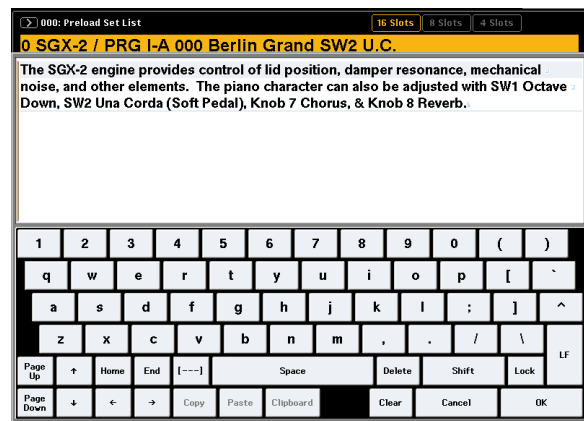 000: Preload Set List 16 Slots 8 Slots 4 Slots
0 SGX-2 / PRG I-A 000 Berlin Grand SW2 U.C.
The SGX-2 engine provides control of lid position, damper resonance, mechanical
noise, and other elements. The piano character can also be adjusted with SW1 Octave
Down, SW2 Una Corda (Soft Pedal), Knob 7 Chorus, & Knob 8 Reverb.
1 2 3 4 5 6 7 8 9 0 ( )
q w e r t y u i o p [ `
a s d f g h j k l ; ] ^
z x c v b n m , . / \ LF
Page Up ↑ Home End [---] Space Delete Shift Lock
Page Down ↓ ← → Copy Paste Clipboard Clear Cancel OK